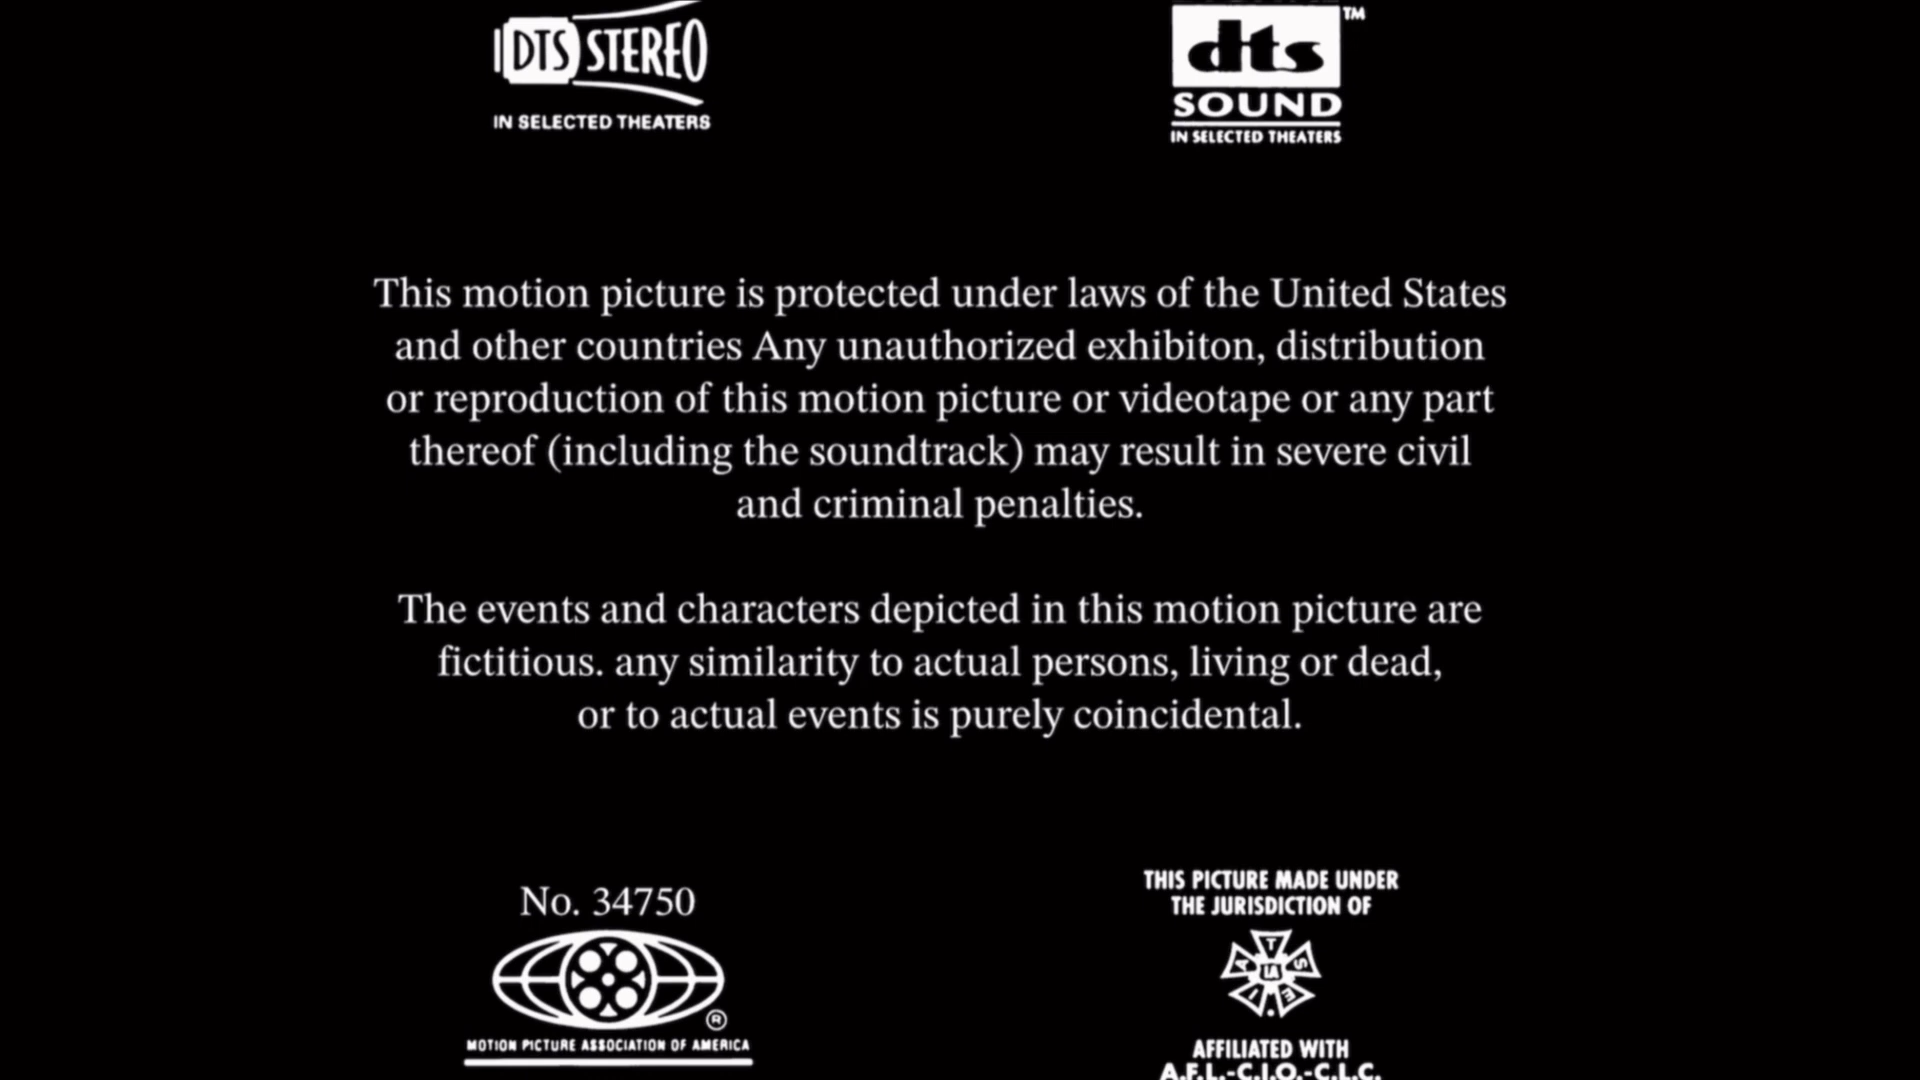 DTS STEREO
IN SELECTED THEATERS
dts TM
SOUND
IN SELECTED THEATERS
This motion picture is protected under laws of the United States
and other countries Any unauthorized exhibiton, distribution
or reproduction of this motion picture or videotape or any part
thereof (including the soundtrack) may result in severe civil
and criminal penalties.
The events and characters depicted in this motion picture are
fictitious. any similarity to actual persons, living or dead,
or to actual events is purely coincidental.
No. 34750
®
MOTION PICTURE ASSOCIATION OF AMERICA
THIS PICTURE MADE UNDER
THE JURISDICTION OF
I A T S E
IA
AFFILIATED WITH
A.F.L.-C.I.O.-C.L.C.